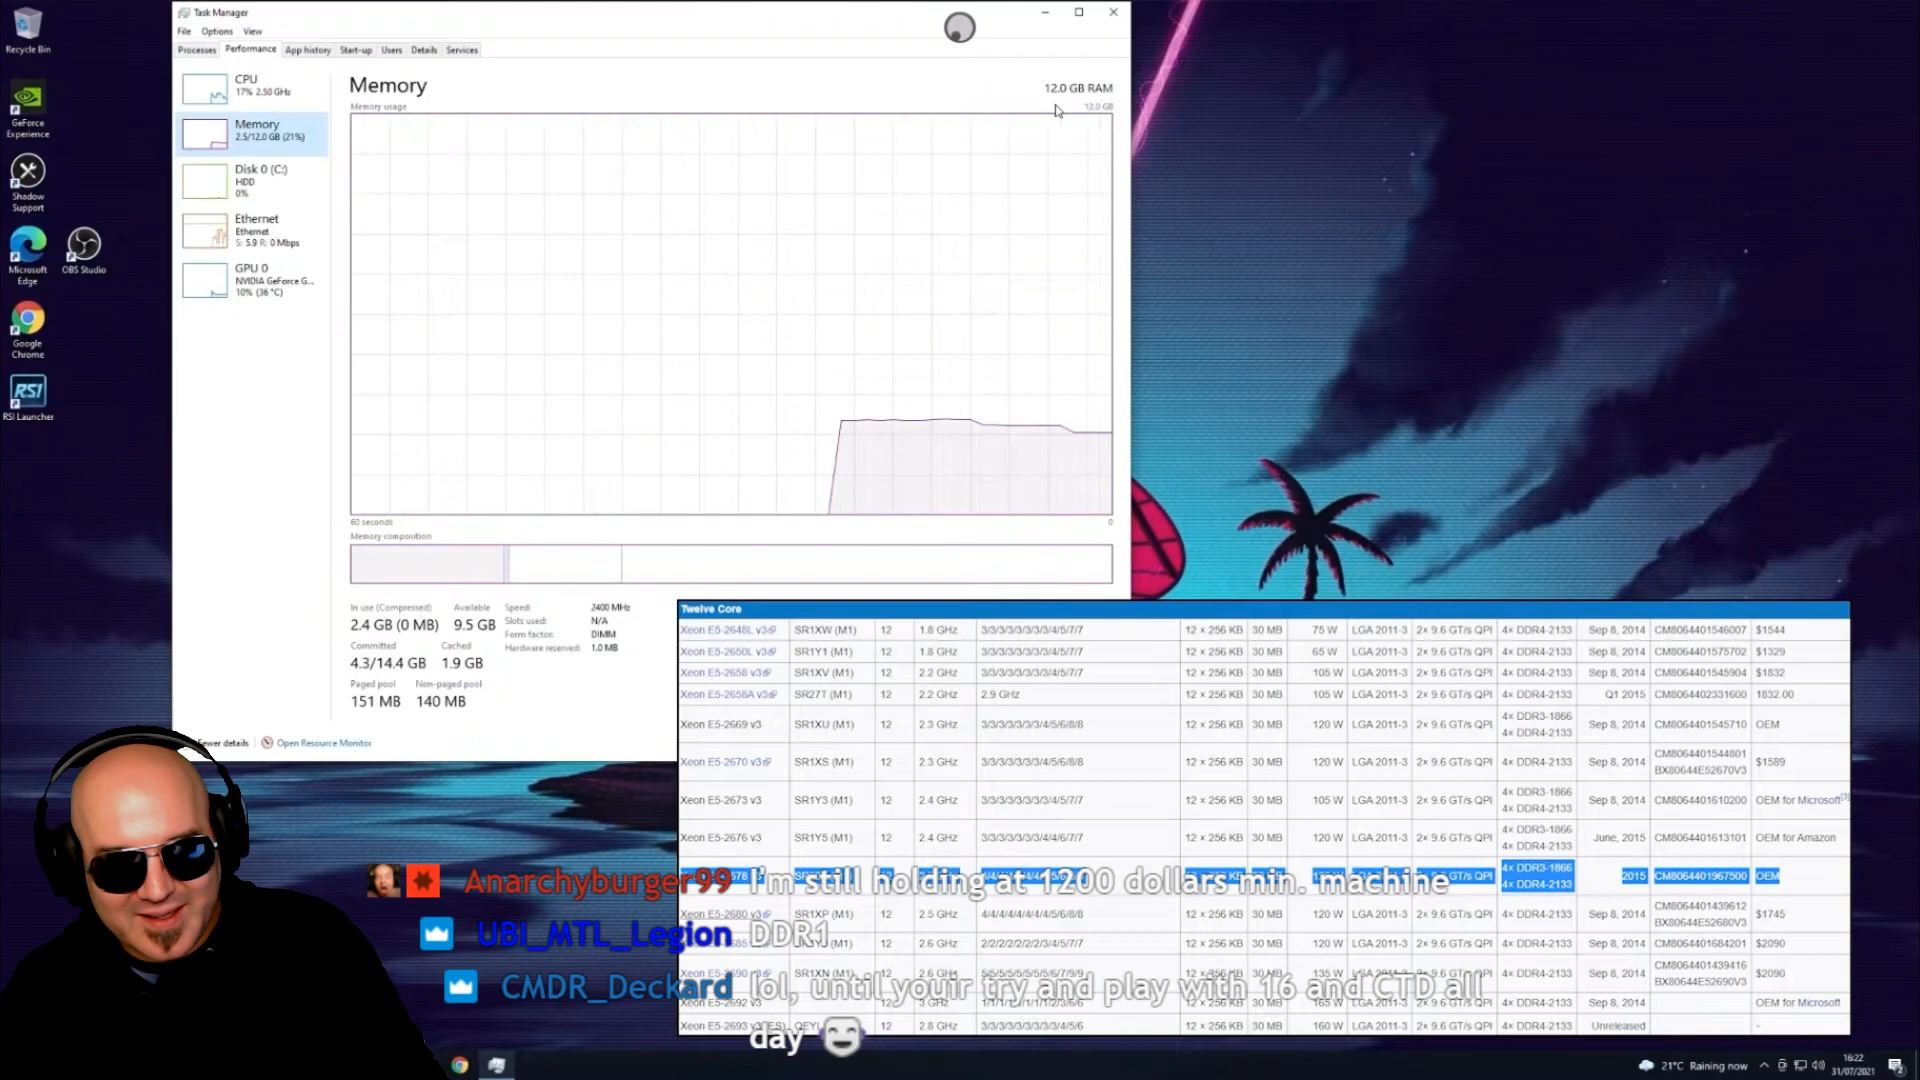 Task Manager
File Options View
Processes Performance App history Start-up Users Details Services
Recycle Bin
GeForce Experience
Shadow Support
Microsoft Edge
OBS Studio
Google Chrome
RSI
RSI Launcher
CPU
17% 2.50 GHz
Memory
2.5/12.0 GB (21%)
Disk 0 (C:)
HDD
0%
Ethernet
Ethernet
S: 5.9 R: 0 Mbps
GPU 0
NVIDIA GeForce G...
10% (36 °C)
Memory
12.0 GB RAM
Memory usage
12.0 GB
60 seconds
0
Memory composition
In use (Compressed) Available
2.4 GB (0 MB) 9.5 GB
Committed Cached
4.3/14.4 GB 1.9 GB
Paged pool Non-paged pool
151 MB 140 MB
Speed: 2400 MHz
Slots used: N/A
Form factor: DIMM
Hardware reserved: 1.0 MB
Fewer details Open Resource Monitor
Twelve Core
Xeon E5-2648L v3 SR1XW (M1) 12 1.8 GHz 3/3/3/3/3/3/3/4/5/7/7 12 × 256 KB 30 MB 75 W LGA 2011-3 2× 9.6 GT/s QPI 4× DDR4-2133 Sep 8, 2014 CM8064401546007 $1544
Xeon E5-2650L v3 SR1Y1 (M1) 12 1.8 GHz 3/3/3/3/3/3/3/4/5/7/7 12 × 256 KB 30 MB 65 W LGA 2011-3 2× 9.6 GT/s QPI 4× DDR4-2133 Sep 8, 2014 CM8064401575702 $1329
Xeon E5-2658 v3 SR1XV (M1) 12 2.2 GHz 3/3/3/3/3/3/3/4/5/7/7 12 × 256 KB 30 MB 105 W LGA 2011-3 2× 9.6 GT/s QPI 4× DDR4-2133 Sep 8, 2014 CM8064401545904 $1832
Xeon E5-2658A v3 SR27T (M1) 12 2.2 GHz 2.9 GHz 12 × 256 KB 30 MB 105 W LGA 2011-3 2× 9.6 GT/s QPI 4× DDR4-2133 Q1 2015 CM8064402331600 1832.00
Xeon E5-2669 v3 SR1XU (M1) 12 2.3 GHz 3/3/3/3/3/3/3/4/5/6/8/8 12 × 256 KB 30 MB 120 W LGA 2011-3 2× 9.6 GT/s QPI 4× DDR3-1866 4× DDR4-2133 Sep 8, 2014 CM8064401545710 OEM
Xeon E5-2670 v3 SR1XS (M1) 12 2.3 GHz 3/3/3/3/3/3/3/4/5/6/8/8 12 × 256 KB 30 MB 120 W LGA 2011-3 2× 9.6 GT/s QPI 4× DDR4-2133 Sep 8, 2014 CM8064401544801 BX80644E52670V3 $1589
Xeon E5-2673 v3 SR1Y3 (M1) 12 2.4 GHz 3/3/3/3/3/3/3/4/5/7/7 12 × 256 KB 30 MB 105 W LGA 2011-3 2× 9.6 GT/s QPI 4× DDR3-1866 4× DDR4-2133 Sep 8, 2014 CM8064401610200 OEM for Microsoft[3]
Xeon E5-2676 v3 SR1Y5 (M1) 12 2.4 GHz 3/3/3/3/3/3/3/4/4/6/7/7 12 × 256 KB 30 MB 120 W LGA 2011-3 2× 9.6 GT/s QPI 4× DDR3-1866 4× DDR4-2133 June, 2015 CM8064401613101 OEM for Amazon
4× DDR3-1866 4× DDR4-2133 2015 CM8064401967500 OEM
Xeon E5-2680 v3 SR1XP (M1) 12 2.5 GHz 4/4/4/4/4/4/4/4/5/6/8/8 12 × 256 KB 30 MB 120 W LGA 2011-3 2× 9.6 GT/s QPI 4× DDR4-2133 Sep 8, 2014 CM8064401439612 BX80644E52680V3 $1745
12 2.6 GHz 2/2/2/2/2/2/2/3/4/5/7/7 12 × 256 KB 30 MB 120 W LGA 2011-3 2× 9.6 GT/s QPI 4× DDR4-2133 Sep 8, 2014 CM8064401684201 $2090
4× DDR4-2133 Sep 8, 2014 CM8064401439416 BX80644E52690V3 $2090
Xeon E5-2692 v3 12 3 GHz 165 W LGA 2011-3 4× DDR4-2133 Sep 8, 2014 OEM for Microsoft
2.8 GHz 3/3/3/3/3/3/3/3/3/4/5/6 12 × 256 KB 30 MB 160 W LGA 2011-3 2× 9.6 GT/s QPI 4× DDR4-2133 Unreleased -
Anarchyburger99 I'm still holding at 1200 dollars min. machine
UBI_MTL_Legion DDR1
CMDR_Deckard lol, until youir try and play with 16 and CTD all
day
21°C Raining now
16:22
31/07/2021